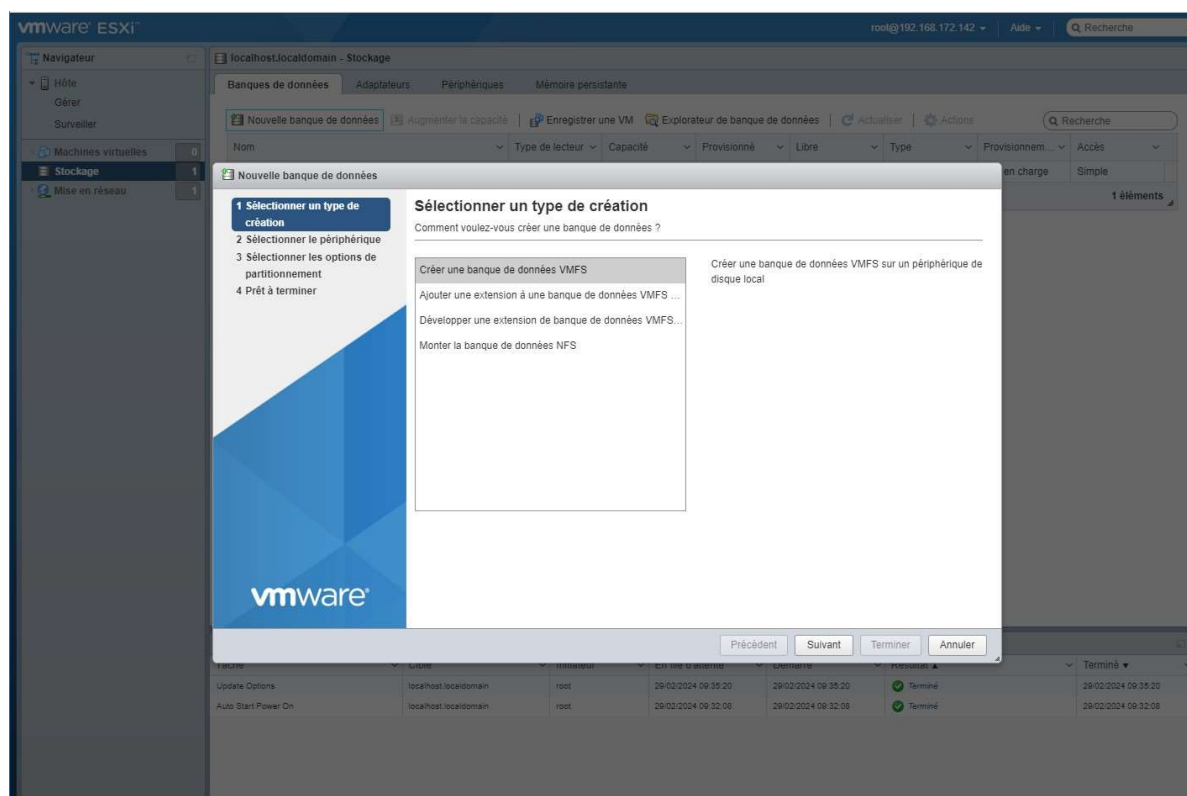 vmware ESXi
root@192.168.172.142
Aide
Recherche
Navigateur
Hôte
Gérer
Surveiller
Machines virtuelles 0
Stockage 1
Mise en réseau 1
localhost.localdomain - Stockage
Banques de données Adaptateurs Périphériques Mémoire persistante
Nouvelle banque de données Augmenter la capacité Enregistrer une VM Explorateur de banque de données Actualiser Actions Recherche
Nom Type de lecteur Capacité Provisionné Libre Type Provisionnem... Accès
en charge Simple
1 éléments
Nouvelle banque de données
1 Sélectionner un type de
création
2 Sélectionner le périphérique
3 Sélectionner les options de
partitionnement
4 Prêt à terminer
vmware
Sélectionner un type de création
Comment voulez-vous créer une banque de données ?
Créer une banque de données VMFS
Ajouter une extension à une banque de données VMFS ...
Développer une extension de banque de données VMFS...
Monter la banque de données NFS
Créer une banque de données VMFS sur un périphérique de
disque local
Précédent Suivant Terminer Annuler
Tâche Cible Initiateur En file d'attente Démarré Résultat Terminé
Update Options localhost.localdomain root 29/02/2024 09:35:20 29/02/2024 09:35:20 Terminé 29/02/2024 09:35:20
Auto Start Power On localhost.localdomain root 29/02/2024 09:32:08 29/02/2024 09:32:08 Terminé 29/02/2024 09:32:08